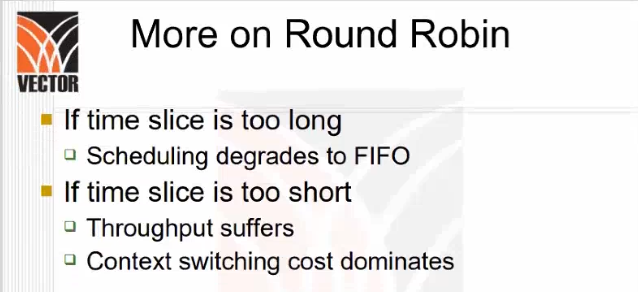 More on Round Robin
VECTOR
If time slice is too long
Scheduling degrades to FIFO
If time slice is too short
Throughput suffers
Context switching cost dominates